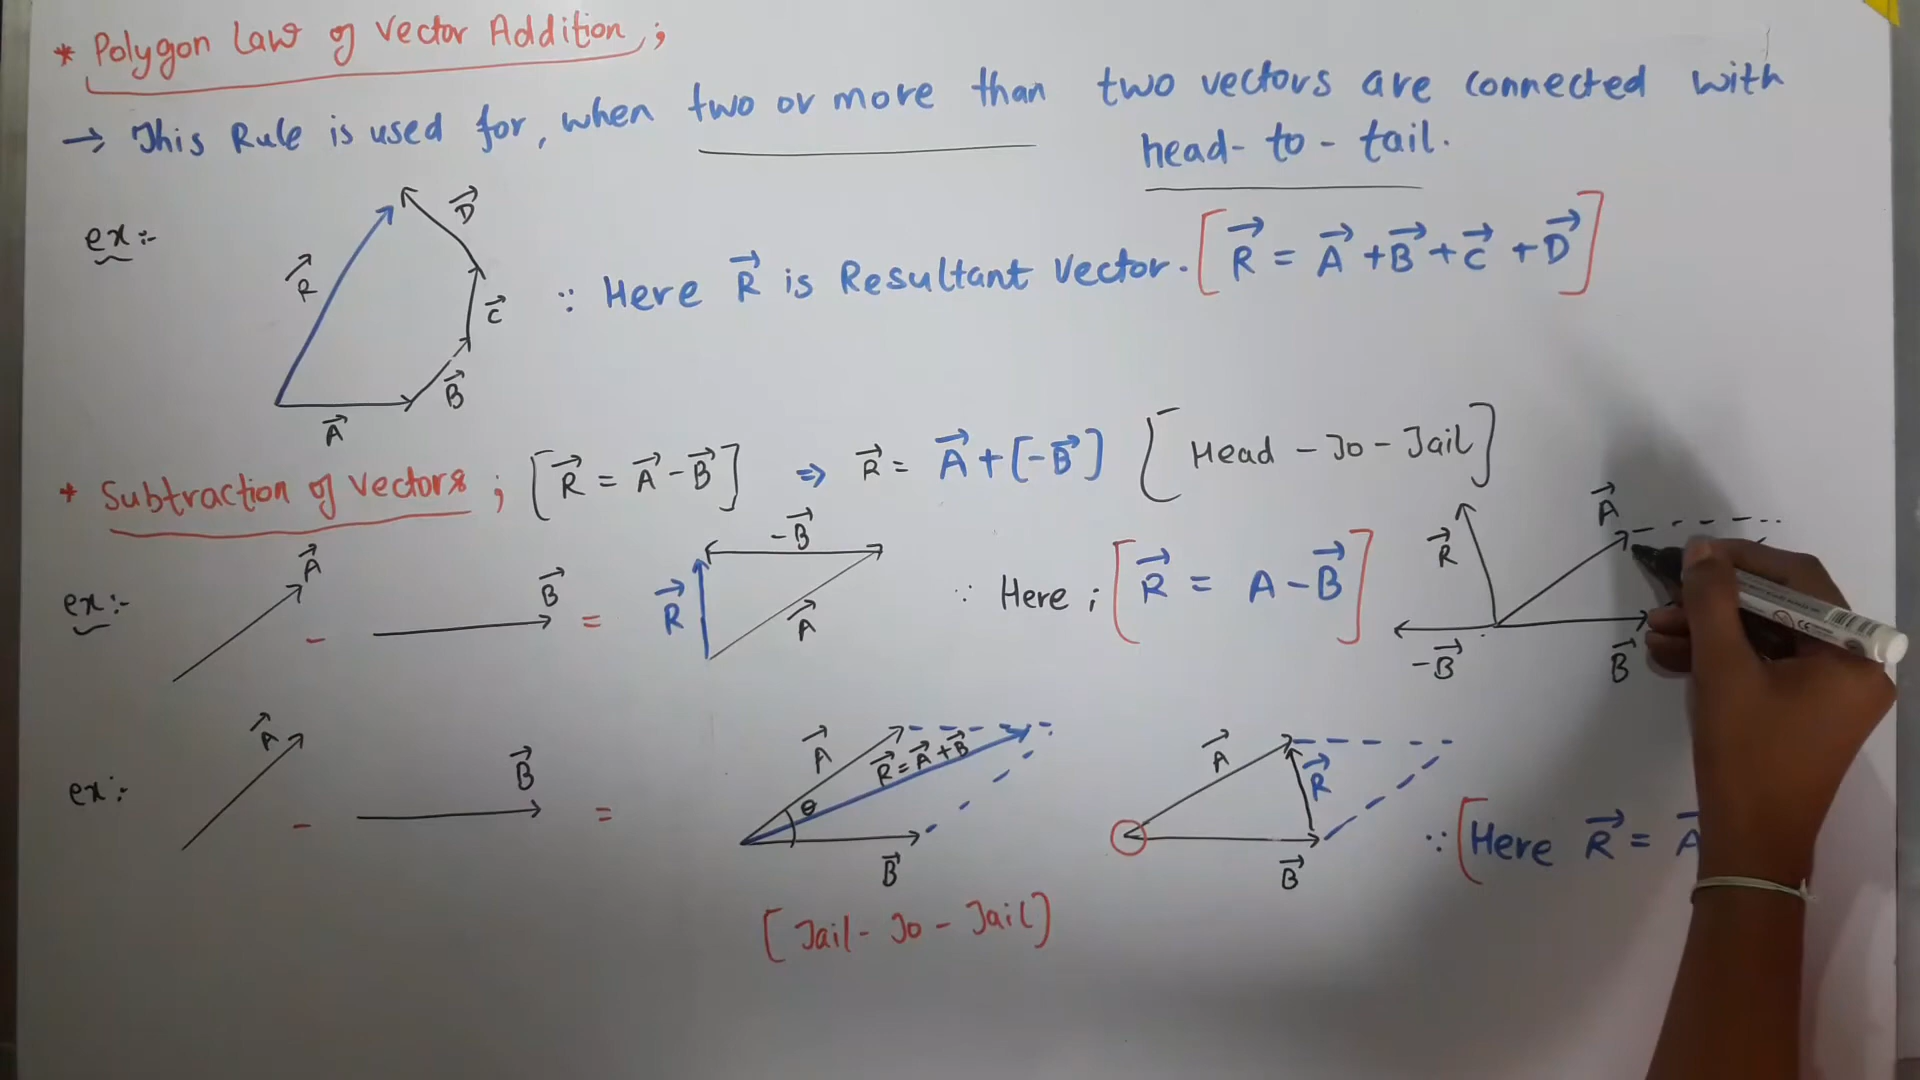 * Polygon Law of Vector Addition ;
→ This Rule is used for, when two or more than two vectors are connected with
head-to-tail.
ex:- R⃗ A⃗ B⃗ C⃗ D⃗
∵ Here R⃗ is Resultant Vector. [R⃗ = A⃗ + B⃗ + C⃗ + D⃗]
* Subtraction of vectors ; [R⃗ = A⃗ - B⃗] ⇒ R⃗ = A⃗ + [-B⃗] [Head - To - Tail]
ex:- A⃗ - B⃗ = R⃗ -B⃗ A⃗ ∵ Here ; [R⃗ = A - B⃗] R⃗ A⃗ -B⃗ B⃗
ex:- A⃗ - B⃗ = A⃗ R⃗ = A⃗ + B⃗ θ B⃗ A⃗ R⃗ B⃗ ∵ [Here R⃗ = A⃗
[Tail - To - Tail]